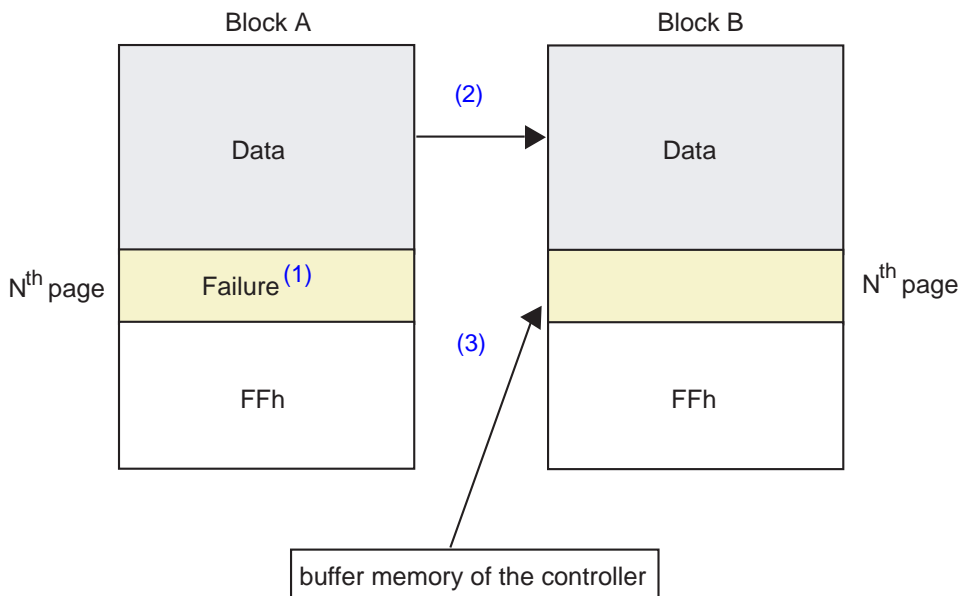 Block A
Block B
(2)
Data
Data
Nth page
Failure(1)
Nth page
(3)
FFh
FFh
buffer memory of the controller